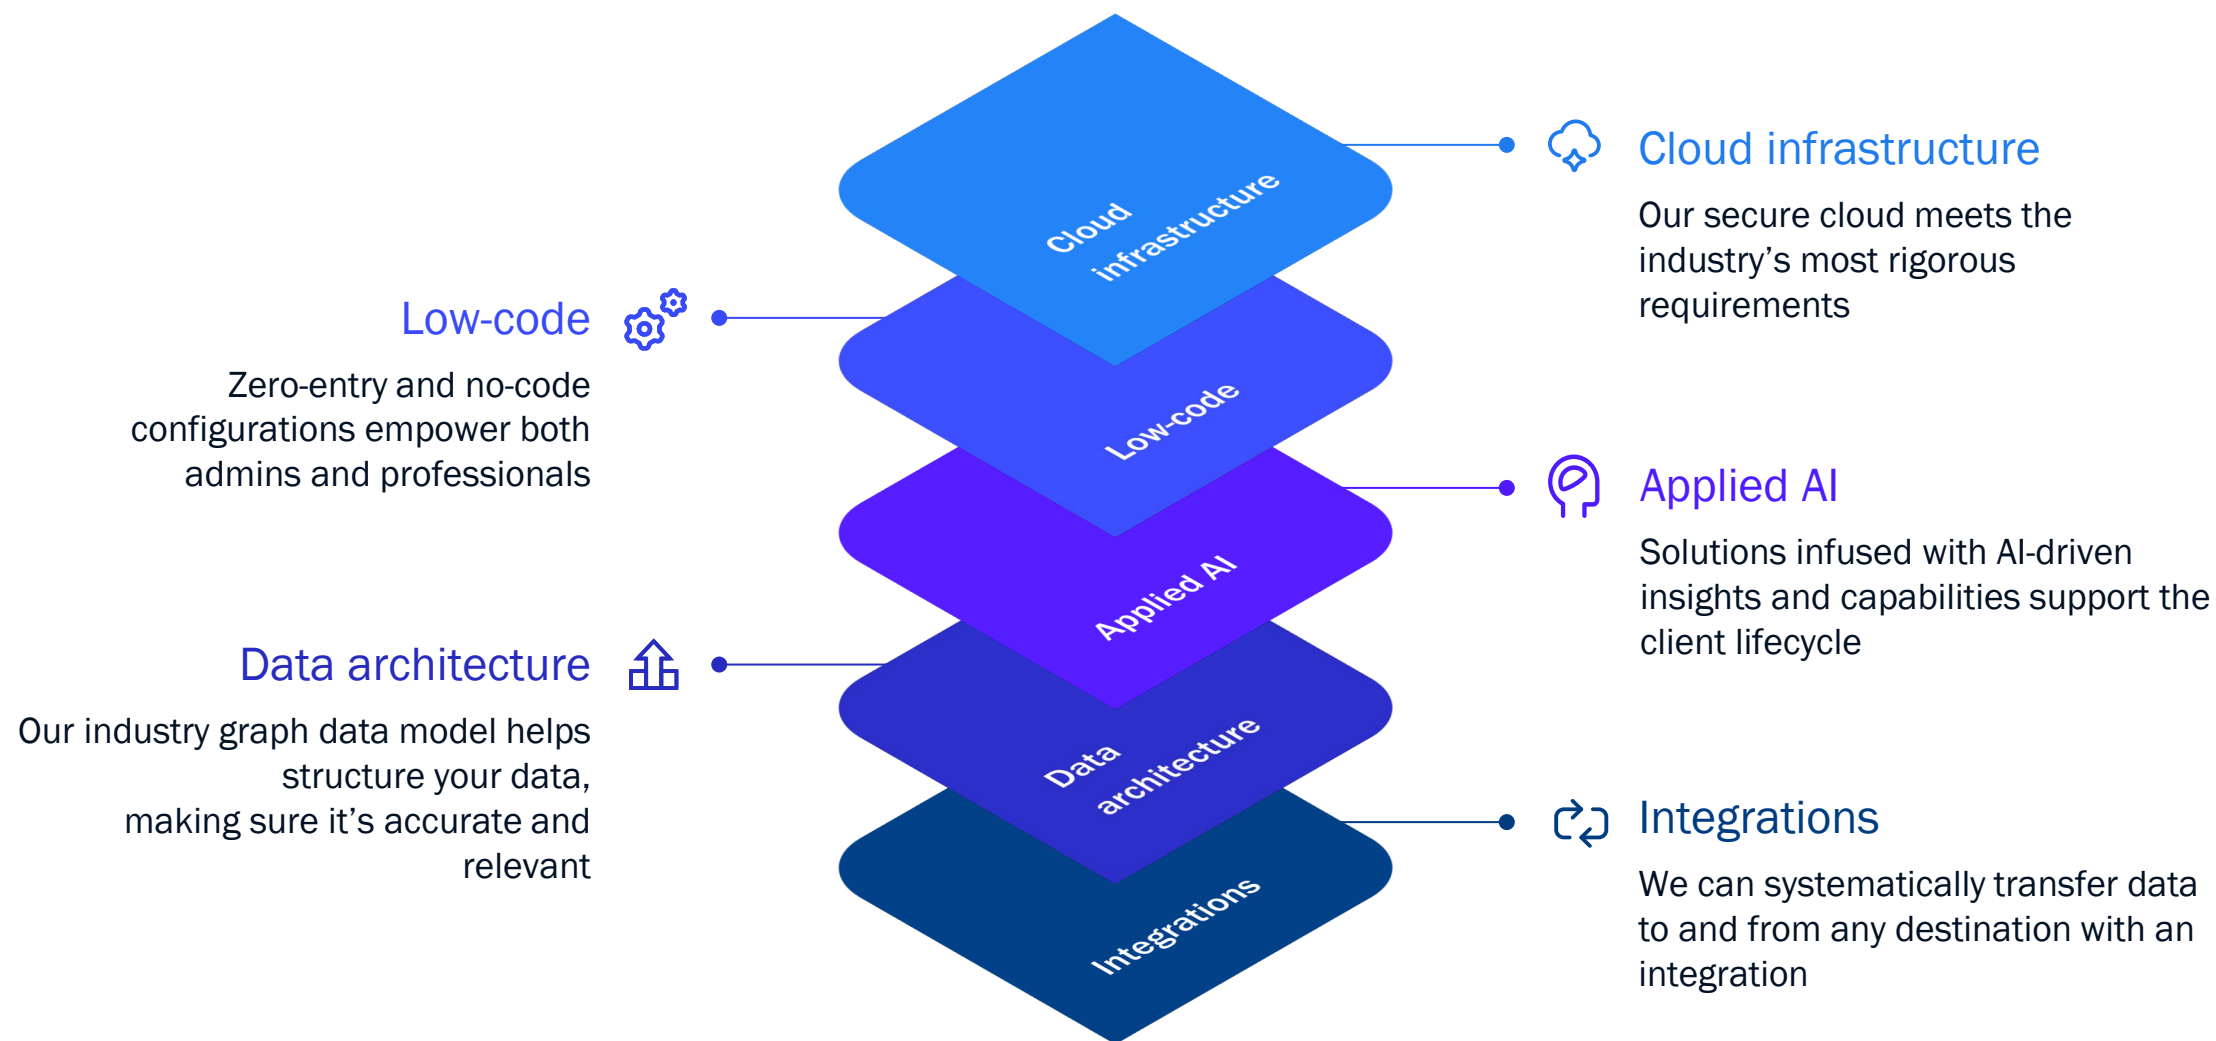 Cloud infrastructure
Our secure cloud meets the
industry’s most rigorous
requirements
Low-code
Zero-entry and no-code
configurations empower both
admins and professionals
Applied AI
Solutions infused with AI-driven
insights and capabilities support the
client lifecycle
Data architecture
Our industry graph data model helps
structure your data,
making sure it’s accurate and
relevant
Integrations
We can systematically transfer data
to and from any destination with an
integration
Cloud
infrastructure
Low-code
Applied AI
Data
architecture
Integrations